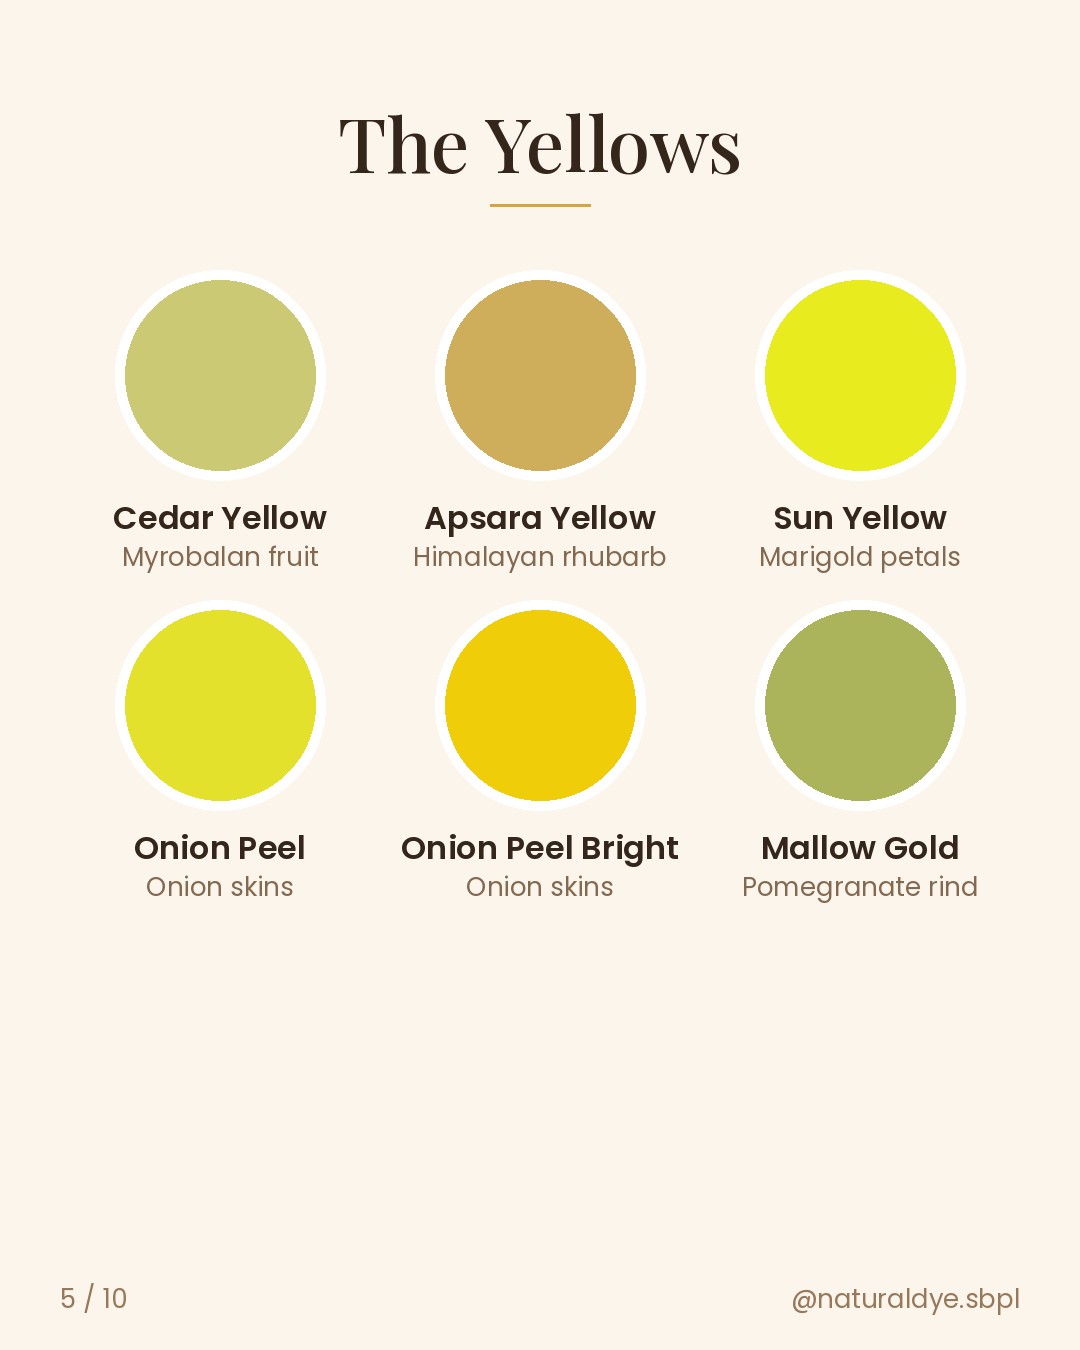 The Yellows
Cedar Yellow
Myrobalan fruit
Apsara Yellow
Himalayan rhubarb
Sun Yellow
Marigold petals
Onion Peel
Onion skins
Onion Peel Bright
Onion skins
Mallow Gold
Pomegranate rind
5 / 10
@naturaldye.sbpl